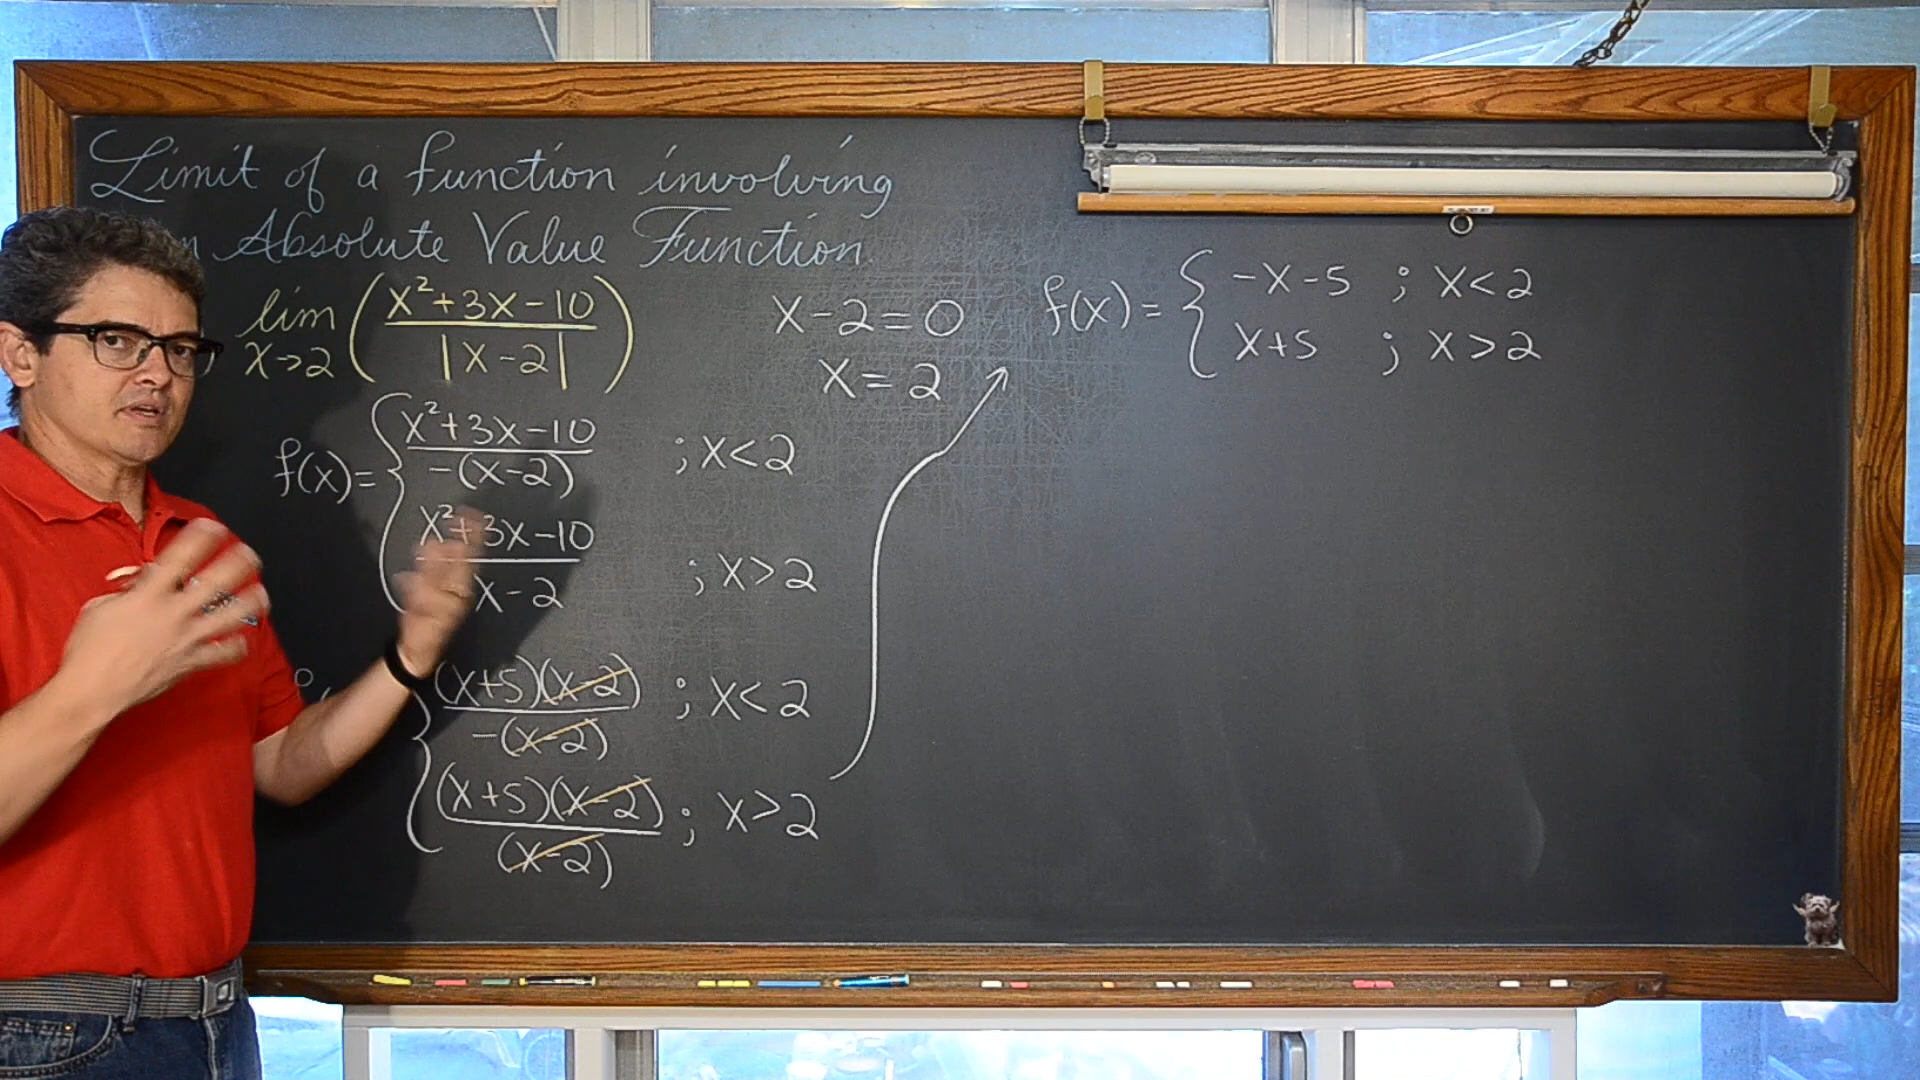 Limit of a function involving
n Absolute Value Function
lim x→2 ( x²+3x-10 / |x-2| )
x-2=0
x=2
f(x)= { x²+3x-10 / -(x-2) ; x<2
x²+3x-10 / x-2 ; x>2
{ (x+5)(x-2) / -(x-2) ; x<2
(x+5)(x-2) / (x-2) ; x>2
f(x)= { -x-5 ; x<2
x+5 ; x>2